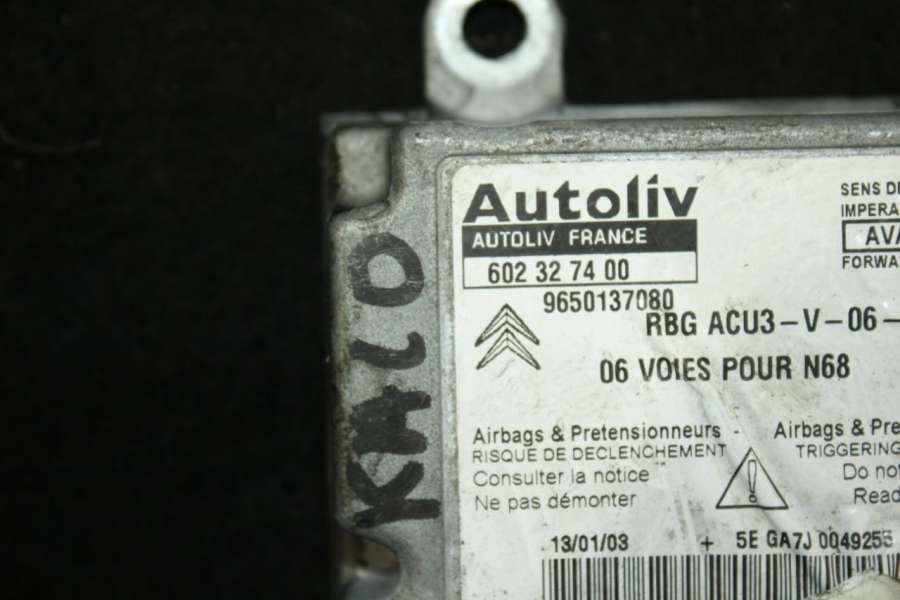 Autoliv
AUTOLIV FRANCE
602 32 74 00
9650137080
RBG ACU3-V-06-
06 VOIES POUR N68
SENS DE
IMPERA
AVA
FORWA
Airbags & Pretensionneurs -
RISQUE DE DECLENCHEMENT
Consulter la notice
Ne pas démonter
Airbags & Pre
TRIGGERING
Do not
Read
13/01/03 + 5E GA7J 0049255
KALO